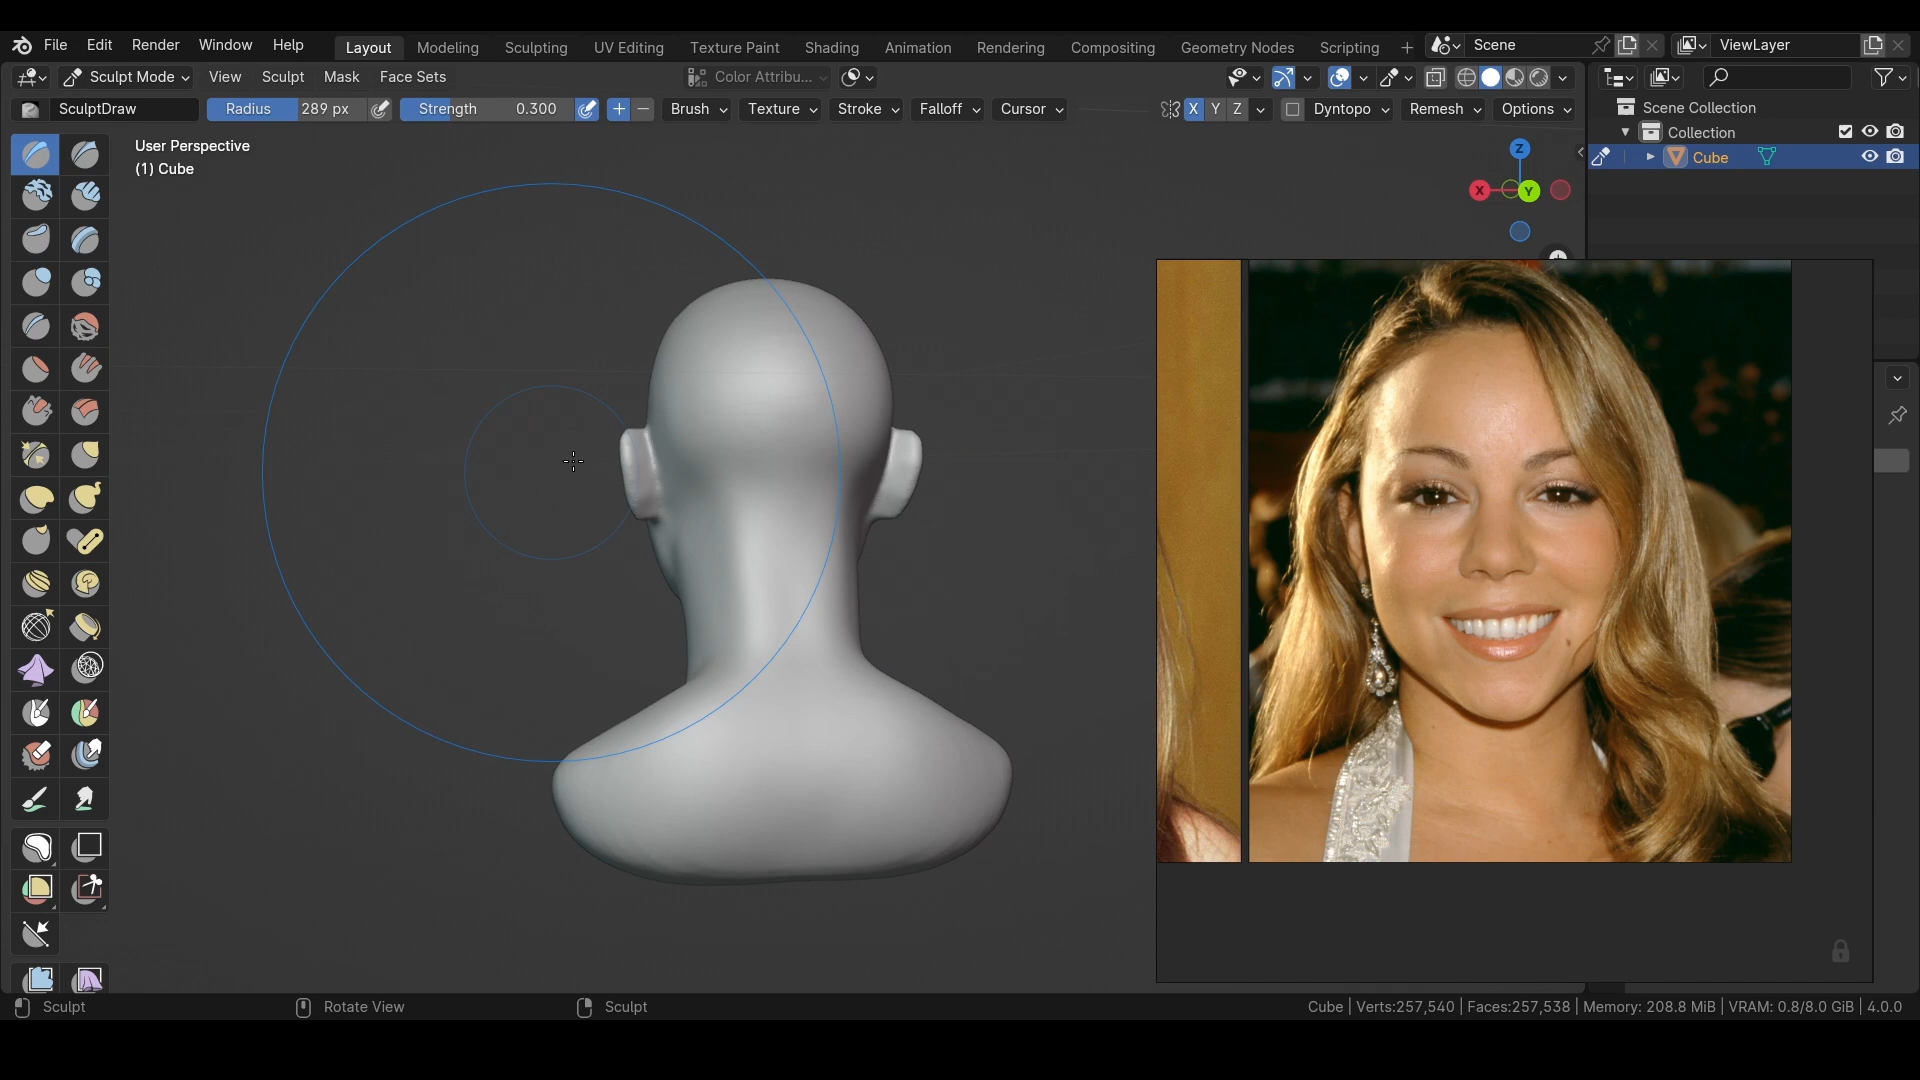 File Edit Render Window Help Layout Modeling Sculpting UV Editing Texture Paint Shading Animation Rendering Compositing Geometry Nodes Scripting + Scene ViewLayer
Sculpt Mode View Sculpt Mask Face Sets Color Attribu...
SculptDraw Radius 289 px Strength 0.300 + − Brush Texture Stroke Falloff Cursor X Y Z Dyntopo Remesh Options
Scene Collection
Collection
Cube
User Perspective
(1) Cube
Z
X
Y
Sculpt Rotate View Sculpt Cube | Verts:257,540 | Faces:257,538 | Memory: 208.8 MiB | VRAM: 0.8/8.0 GiB | 4.0.0